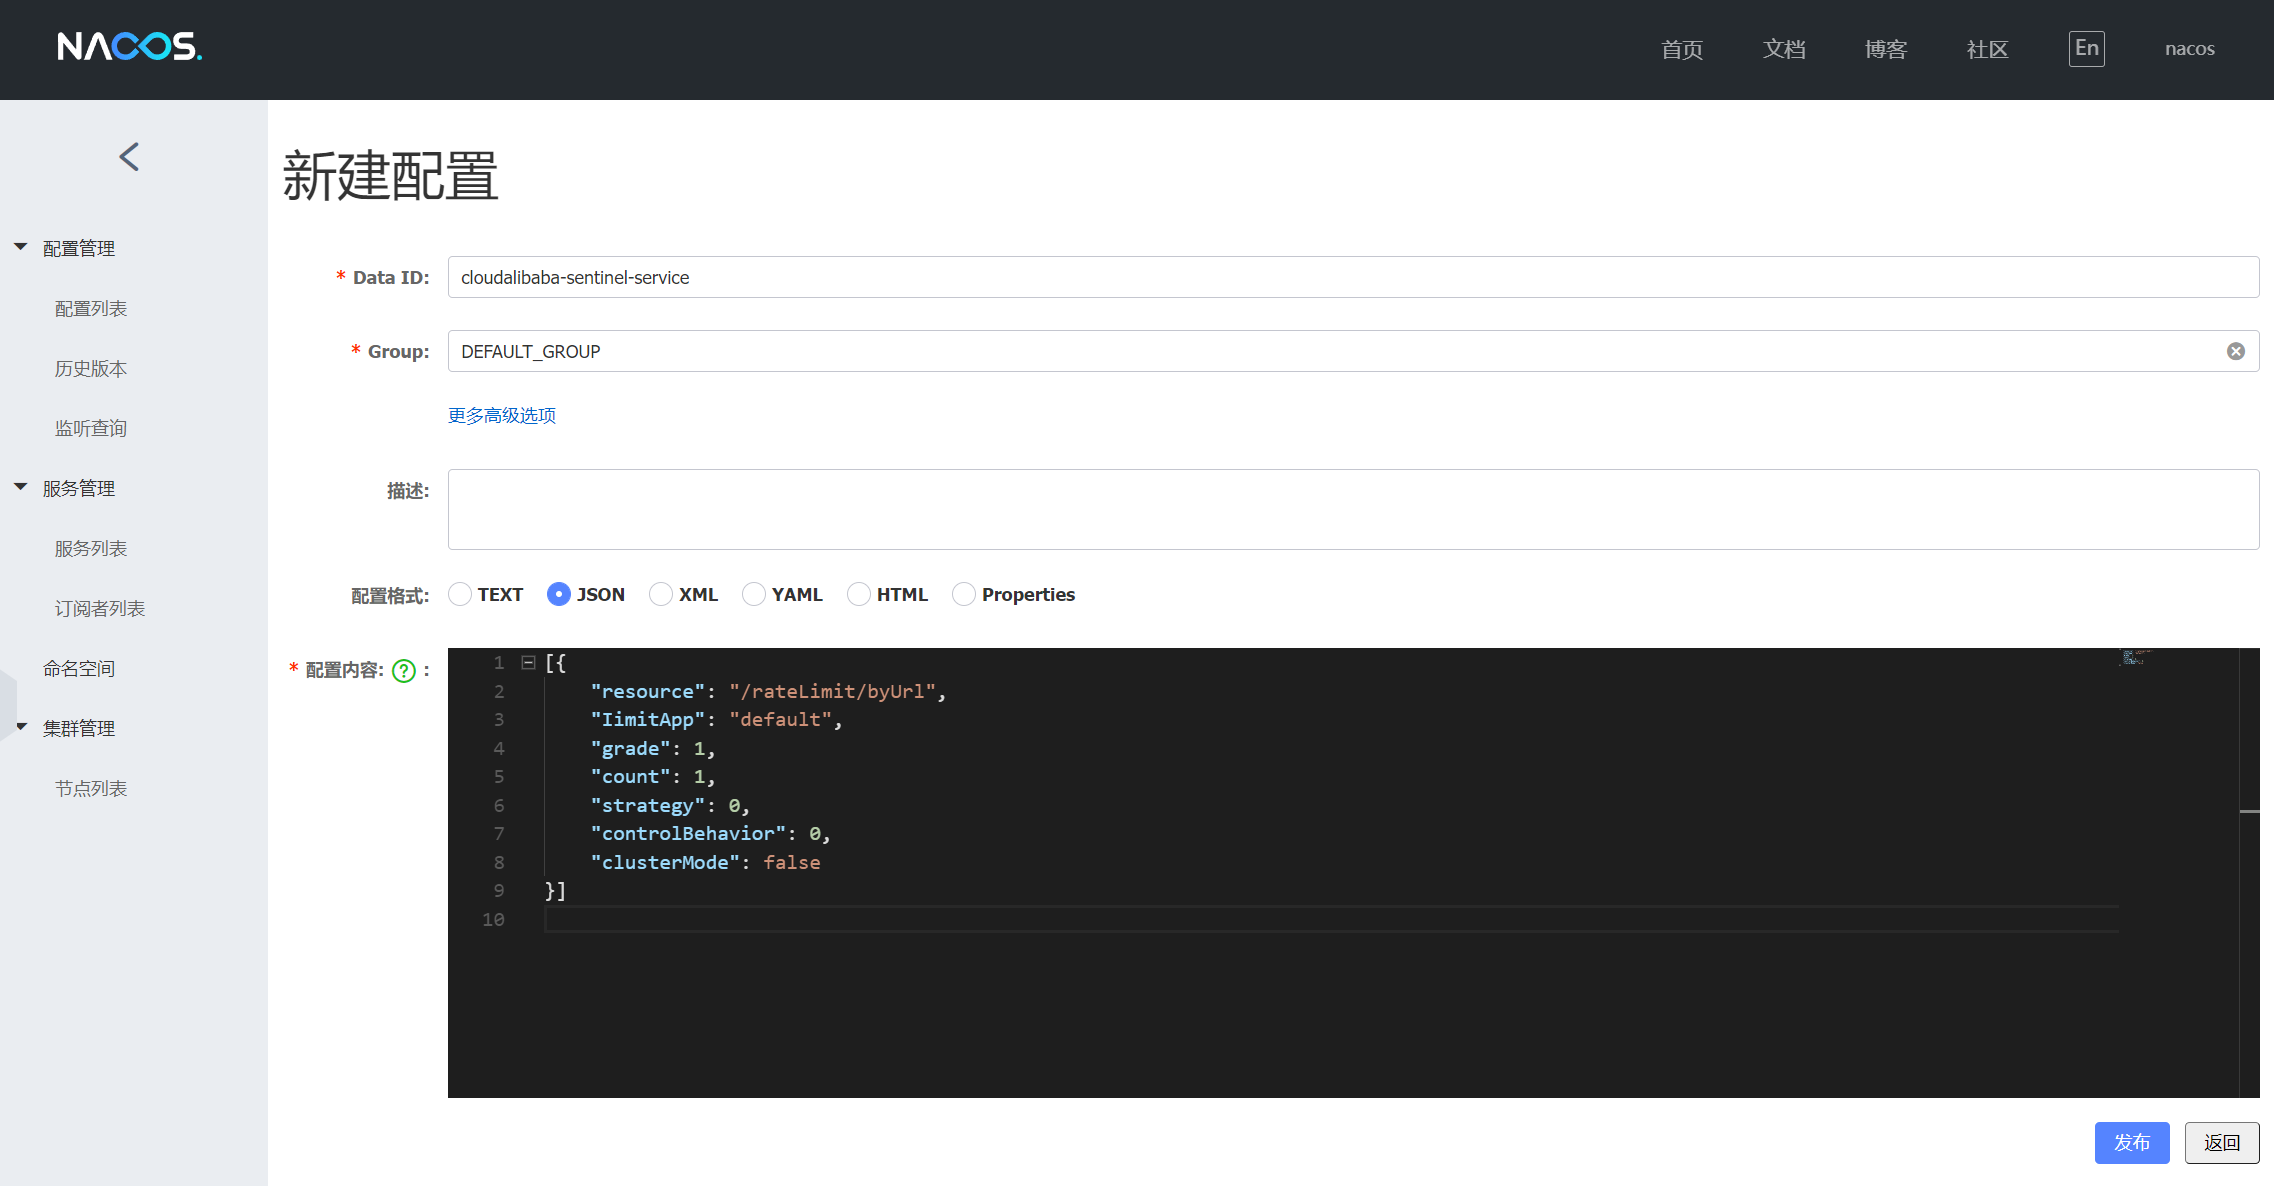 NACOS.
首页 文档 博客 社区 En nacos
配置管理
配置列表
历史版本
监听查询
服务管理
服务列表
订阅者列表
命名空间
集群管理
节点列表
新建配置
* Data ID: cloudalibaba-sentinel-service
* Group: DEFAULT_GROUP
更多高级选项
描述:
配置格式: TEXT JSON XML YAML HTML Properties
* 配置内容: ? :
1 [{
2 "resource": "/rateLimit/byUrl",
3 "IimitApp": "default",
4 "grade": 1,
5 "count": 1,
6 "strategy": 0,
7 "controlBehavior": 0,
8 "clusterMode": false
9 }]
10
发布 返回